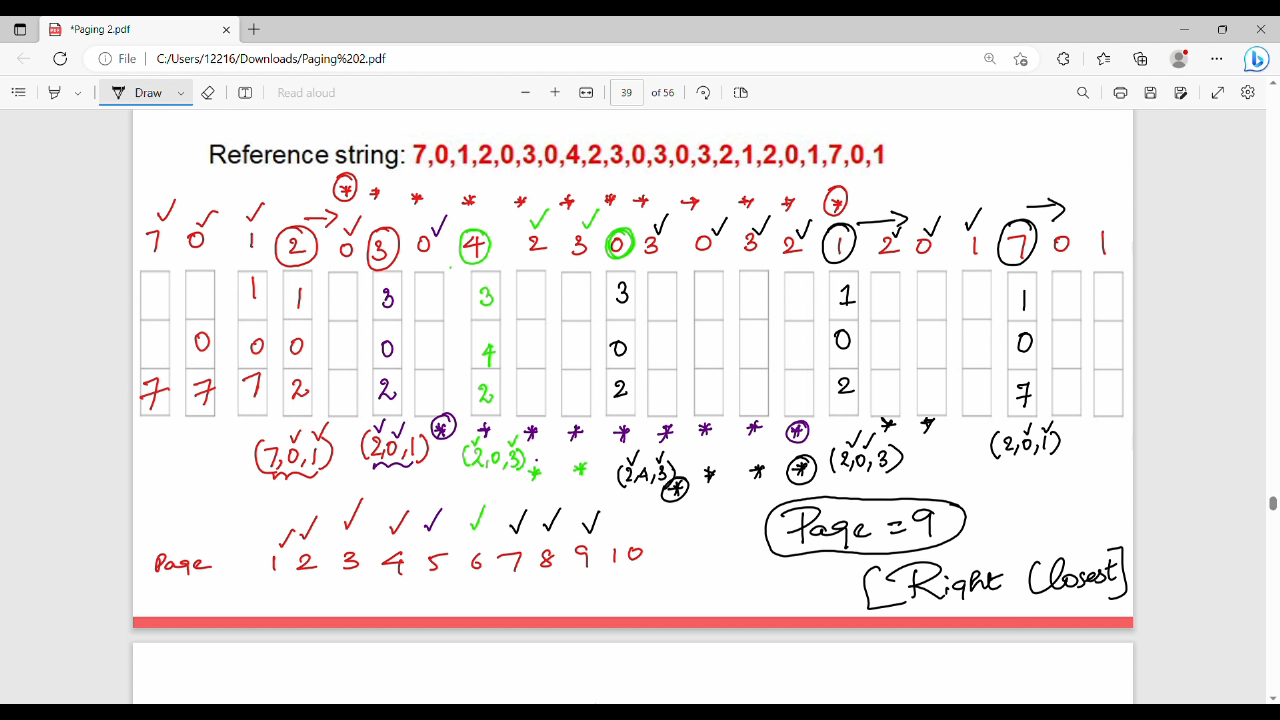 *Paging 2.pdf
File C:/Users/12216/Downloads/Paging%202.pdf
Draw Read aloud 39 of 56
Reference string: 7,0,1,2,0,3,0,4,2,3,0,3,0,3,2,1,2,0,1,7,0,1
* * * * * * * * * * *
7 0 1 2 0 3 0 4 2 3 0 3 0 3 2 1 2 0 1 7 0 1
1 1 3 3 3 1 1
0 0 0 0 4 0 0 0
7 7 7 2 2 2 2 2 7
* * * * * * * * * * *
(7,0,1) (2,0,1) (2,0,3) * * (2,4,3) * * * * (2,0,3) (2,0,1)
Page = 9
Page 1 2 3 4 5 6 7 8 9 10
[Right Closest]